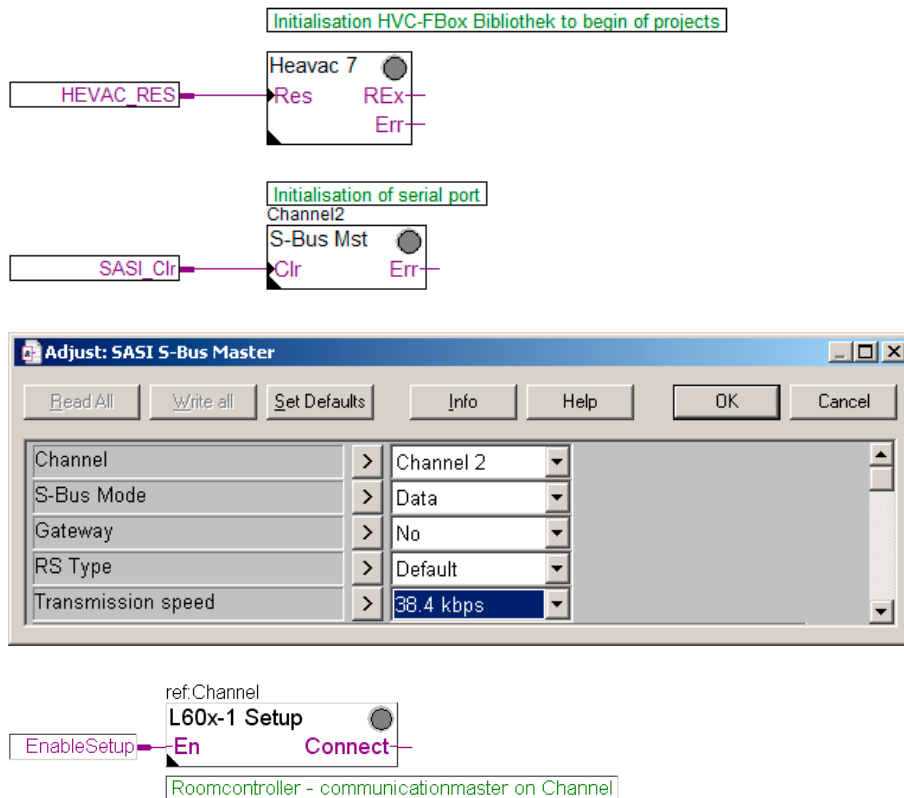 Initialisation HVC-FBox Bibliothek to begin of projects
Heavac 7
HEVAC_RES
Res REx
Err
Initialisation of serial port
Channel2
S-Bus Mst
SASI_Clr
Clr Err
Adjust: SASI S-Bus Master
Read All Write all Set Defaults Info Help OK Cancel
Channel > Channel 2
S-Bus Mode > Data
Gateway > No
RS Type > Default
Transmission speed > 38.4 kbps
ref:Channel
L60x-1 Setup
EnableSetup En Connect
Roomcontroller - communicationmaster on Channel